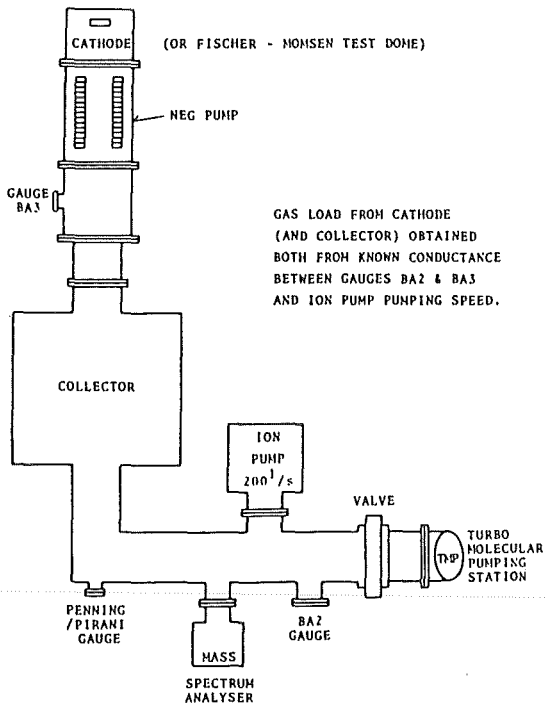 CATHODE (OR FISCHER - MOMSEN TEST DOME)
NEG PUMP
GAUGE
BA3
GAS LOAD FROM CATHODE
(AND COLLECTOR) OBTAINED
BOTH FROM KNOWN CONDUCTANCE
BETWEEN GAUGES BA2 & BA3
AND ION PUMP PUMPING SPEED.
COLLECTOR
ION
PUMP
200 l/s
VALVE
TMP
TURBO
MOLECULAR
PUMPING
STATION
PENNING
/PIRANI
GAUGE
BA2
GAUGE
MASS
SPECTRUM
ANALYSER